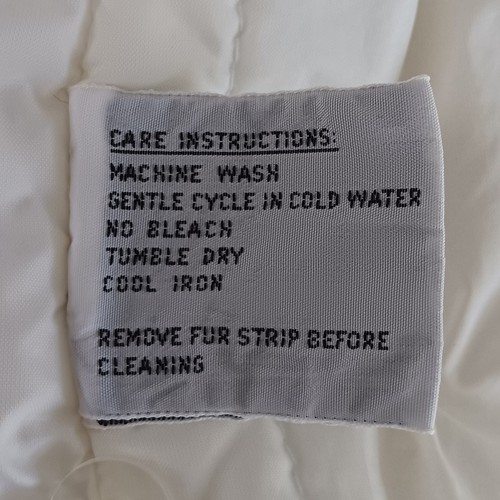 CARE INSTRUCTIONS:
MACHINE WASH
GENTLE CYCLE IN COLD WATER
NO BLEACH
TUMBLE DRY
COOL IRON
REMOVE FUR STRIP BEFORE
CLEANING